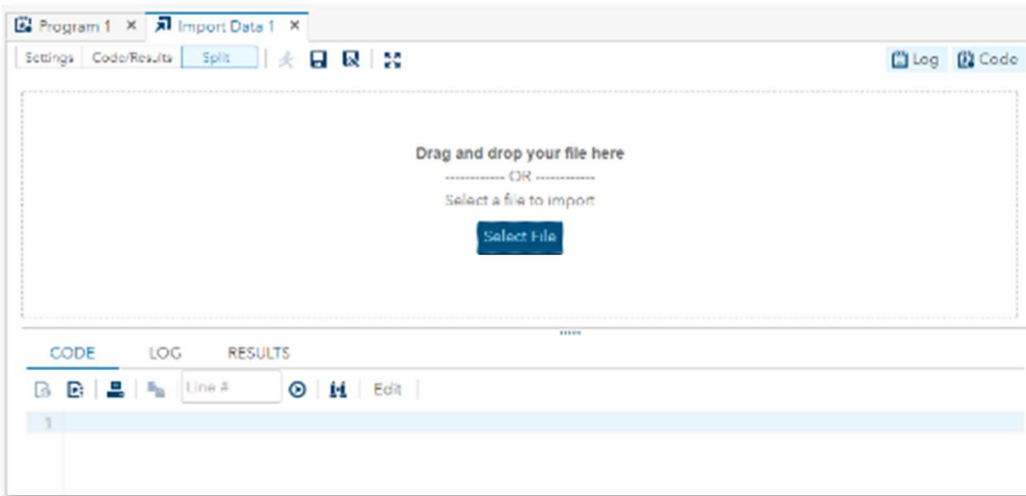 Program 1 × Import Data 1 ×
Settings Code/Results Split Log Code
Drag and drop your file here
------------ OR ------------
Select a file to import
Select File
CODE LOG RESULTS
Line # Edit
1